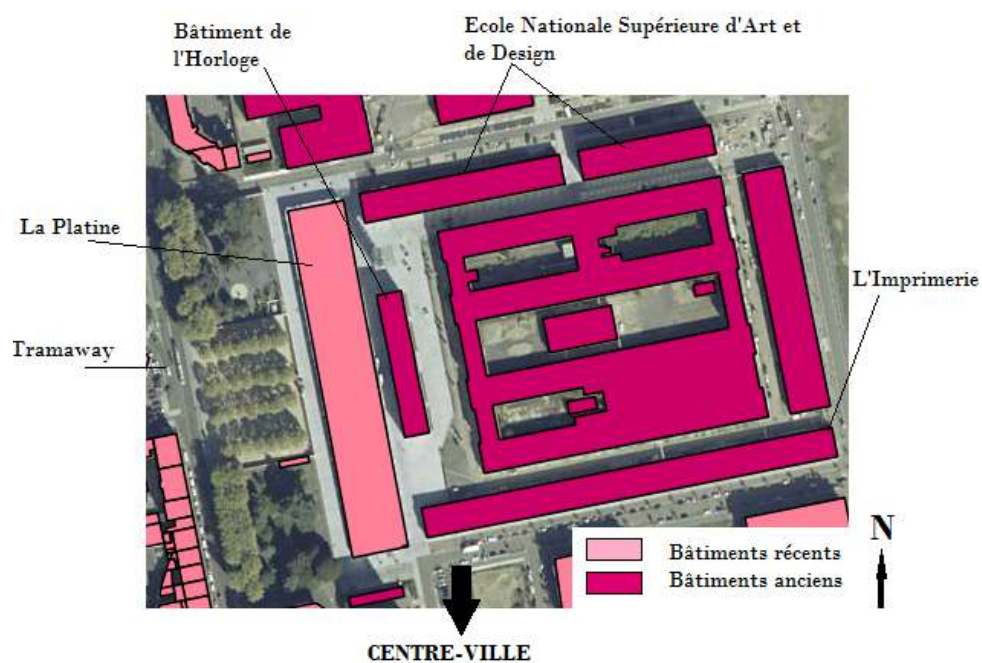 Bâtiment de
l'Horloge
Ecole Nationale Supérieure d'Art et
de Design
La Platine
L'Imprimerie
Tramaway
N
Bâtiments récents
Bâtiments anciens
CENTRE-VILLE